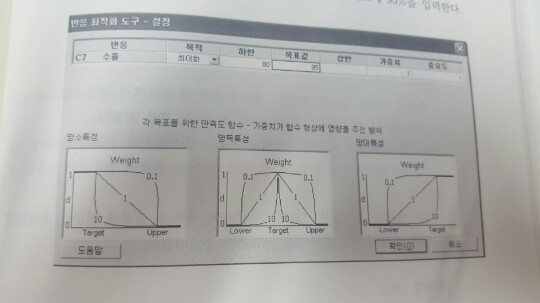 95%를 입력한다.
반응 최적화 도구 - 설정
반응 목적 하한 목표값 상한 가중치 중요도
C7 수율 최대화 80 95 1 1
각 목표를 위한 만족도 함수 - 가중치가 함수 형상에 영향을 주는 방식
망소특성 망목특성 망대특성
Weight Weight Weight
1 0.1 0.1 0.1 0.1
d 1 1 1 1
0 10 10 10 10
Target Upper Lower Target Upper Lower Target
도움말 확인(O) 취소